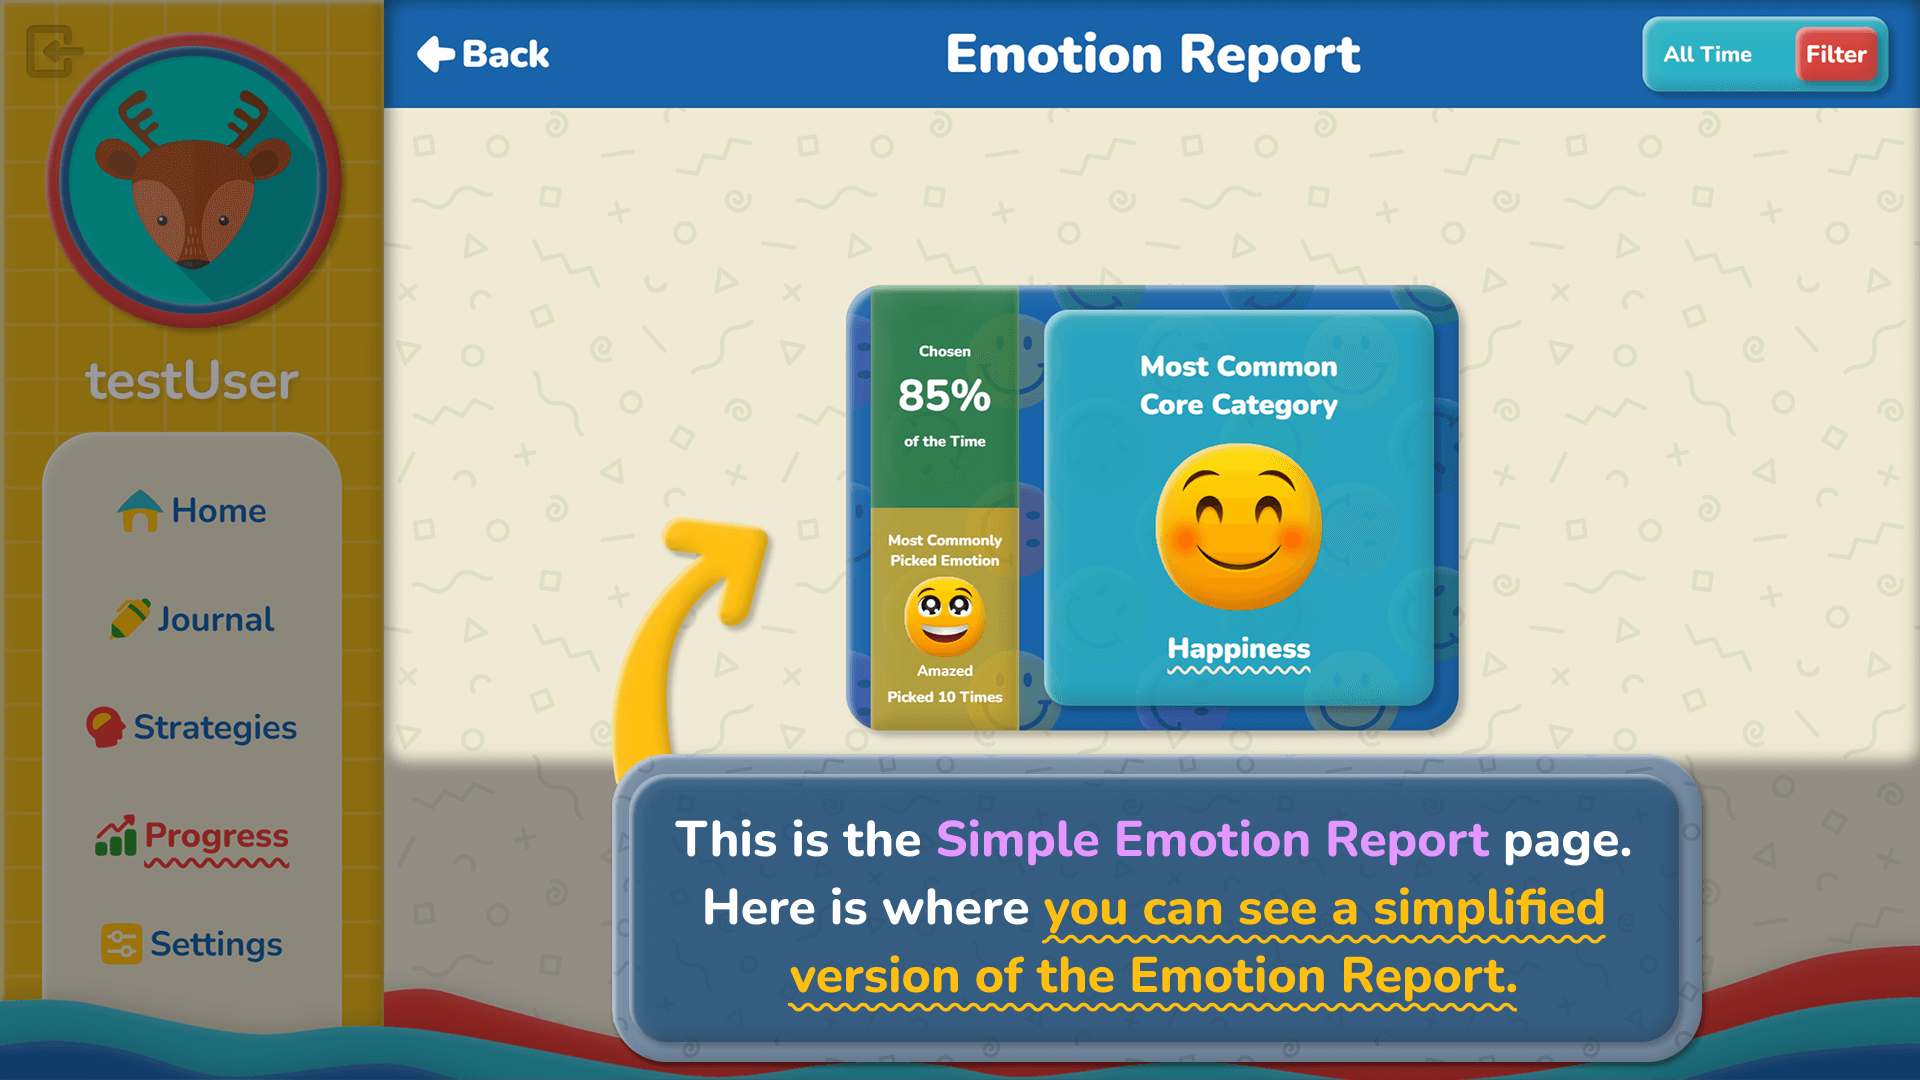 Back
Emotion Report
All Time
Filter
testUser
Home
Journal
Strategies
Progress
Settings
Chosen
85%
of the Time
Most Commonly
Picked Emotion
Amazed
Picked 10 Times
Most Common
Core Category
Happiness
This is the Simple Emotion Report page.
Here is where you can see a simplified
version of the Emotion Report.